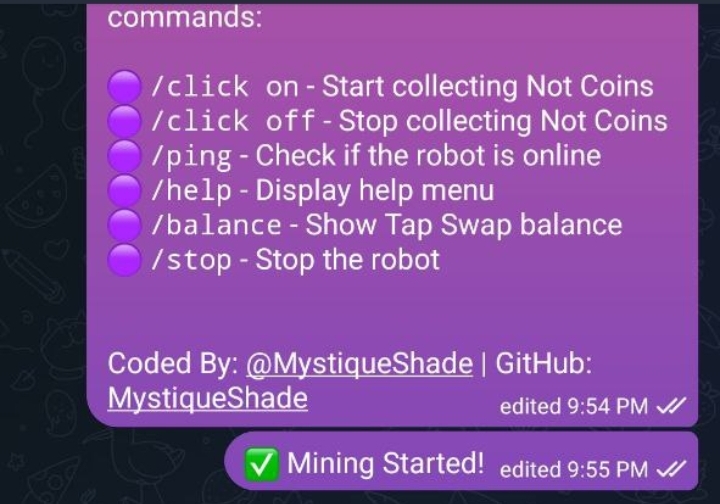 commands:
🟣 /click on - Start collecting Not Coins
🟣 /click off - Stop collecting Not Coins
🟣 /ping - Check if the robot is online
🟣 /help - Display help menu
🟣 /balance - Show Tap Swap balance
🟣 /stop - Stop the robot
Coded By: @MystiqueShade | GitHub:
MystiqueShade
edited 9:54 PM
✅ Mining Started! edited 9:55 PM